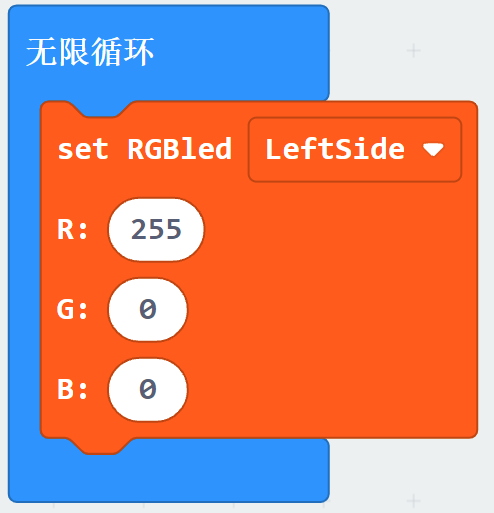 无限循环
set RGBled LeftSide
R: 255
G: 0
B: 0